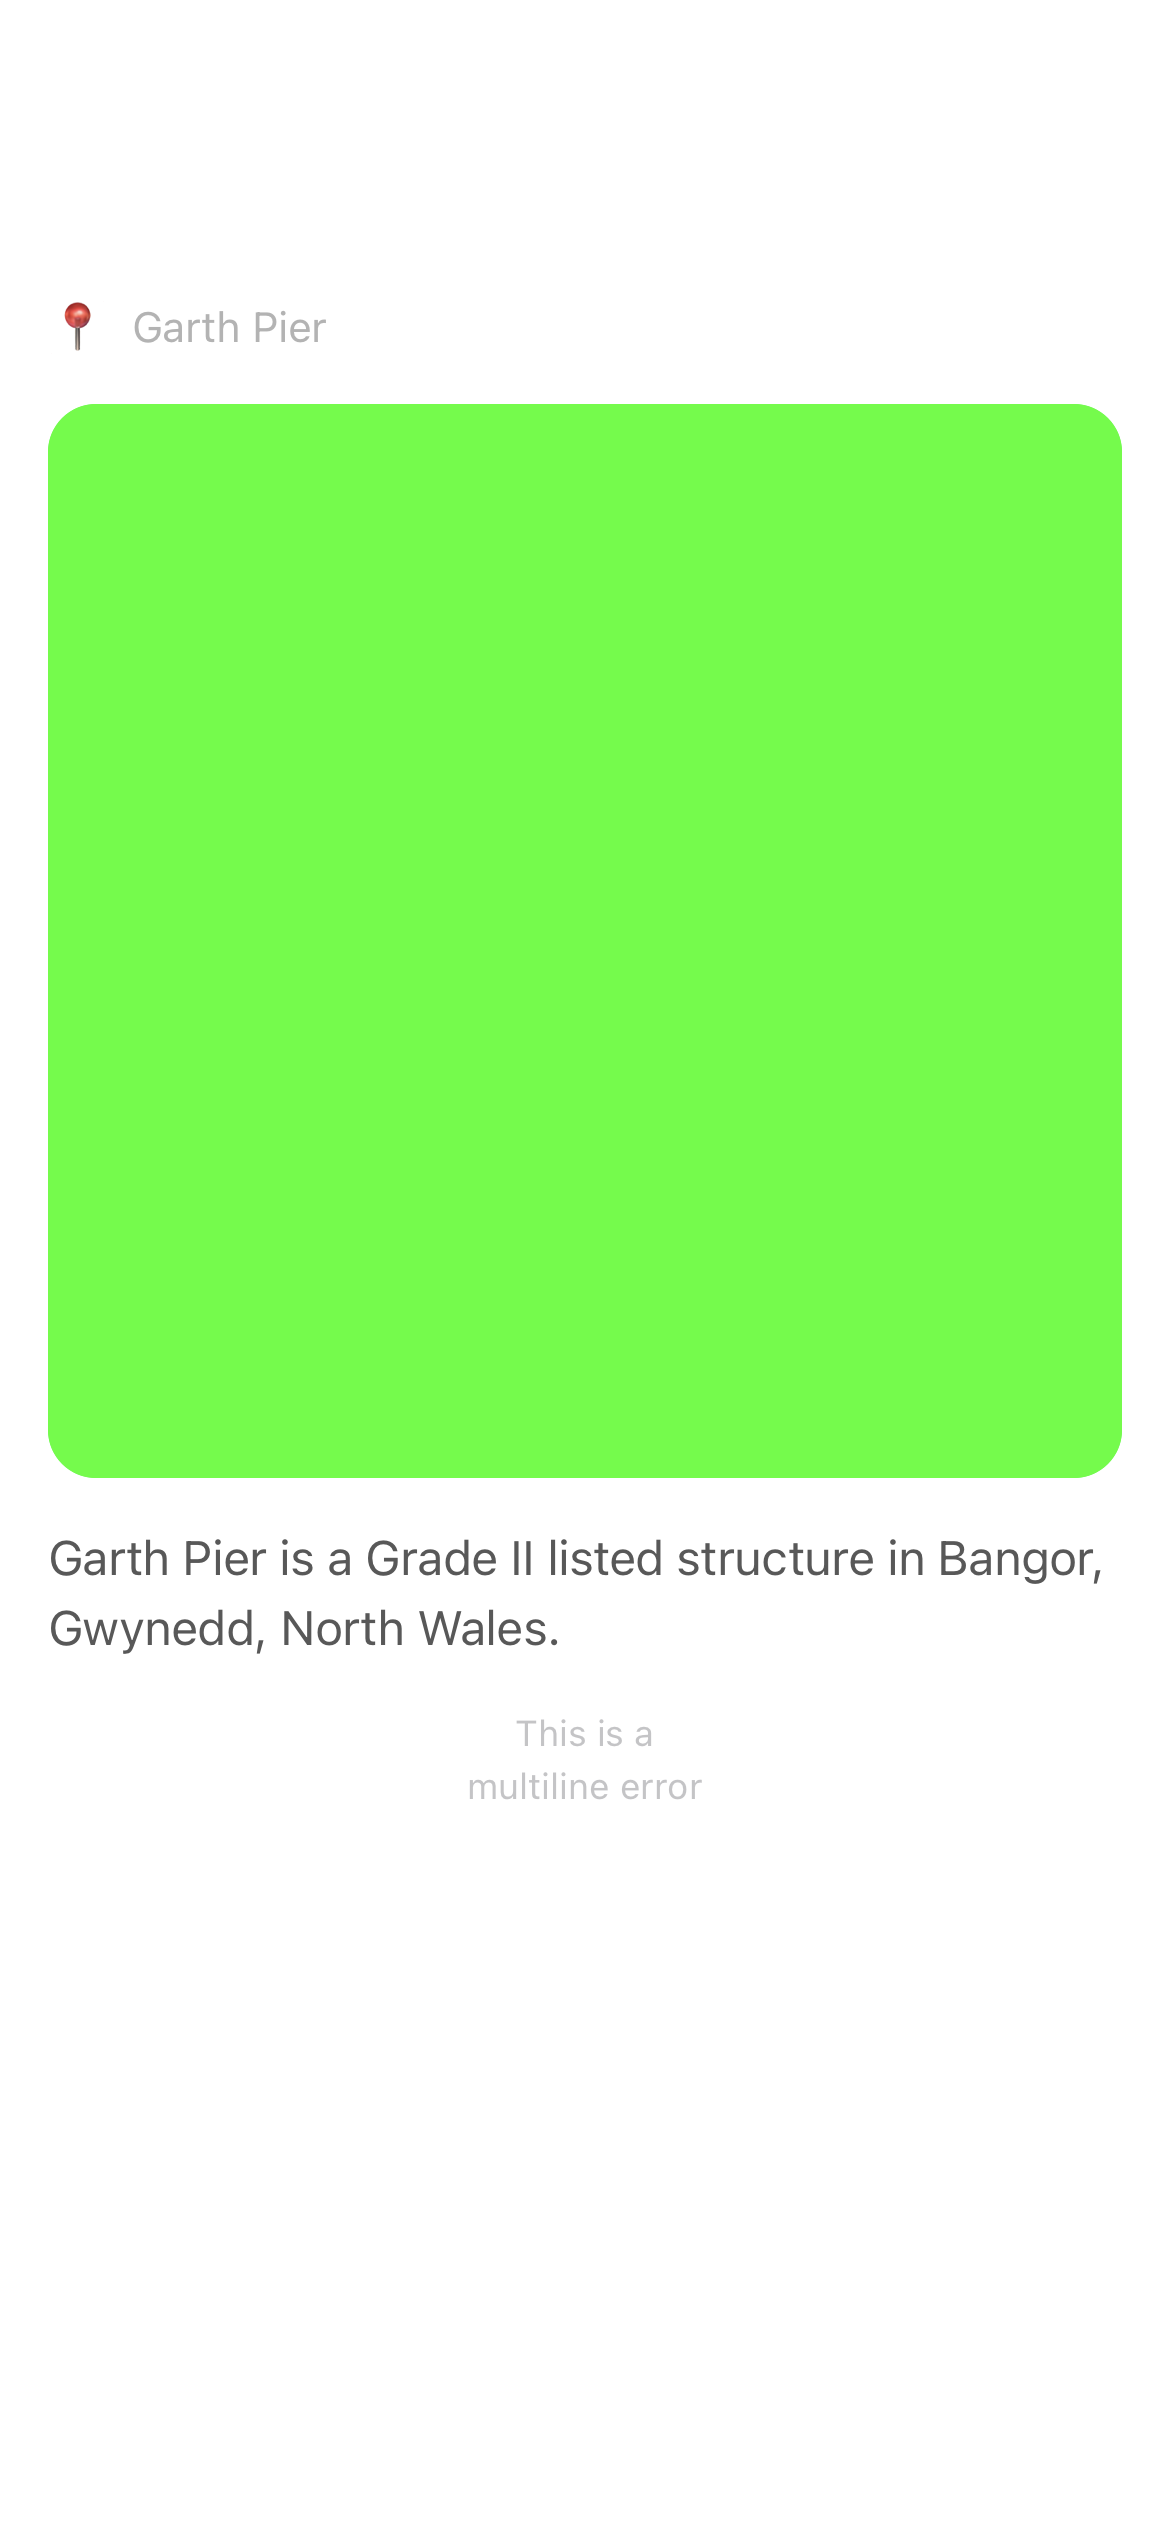 Garth Pier
Garth Pier is a Grade II listed structure in Bangor,
Gwynedd, North Wales.
This is a
multiline error